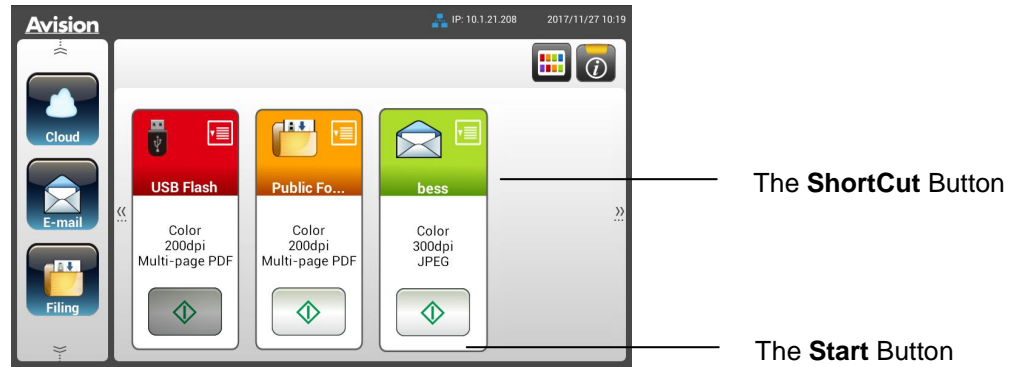 Avision
IP: 10.1.21.208
2017/11/27 10:19
Cloud
E-mail
Filing
USB Flash
Color
200dpi
Multi-page PDF
Public Fo...
Color
200dpi
Multi-page PDF
bess
Color
300dpi
JPEG
The ShortCut Button
The Start Button